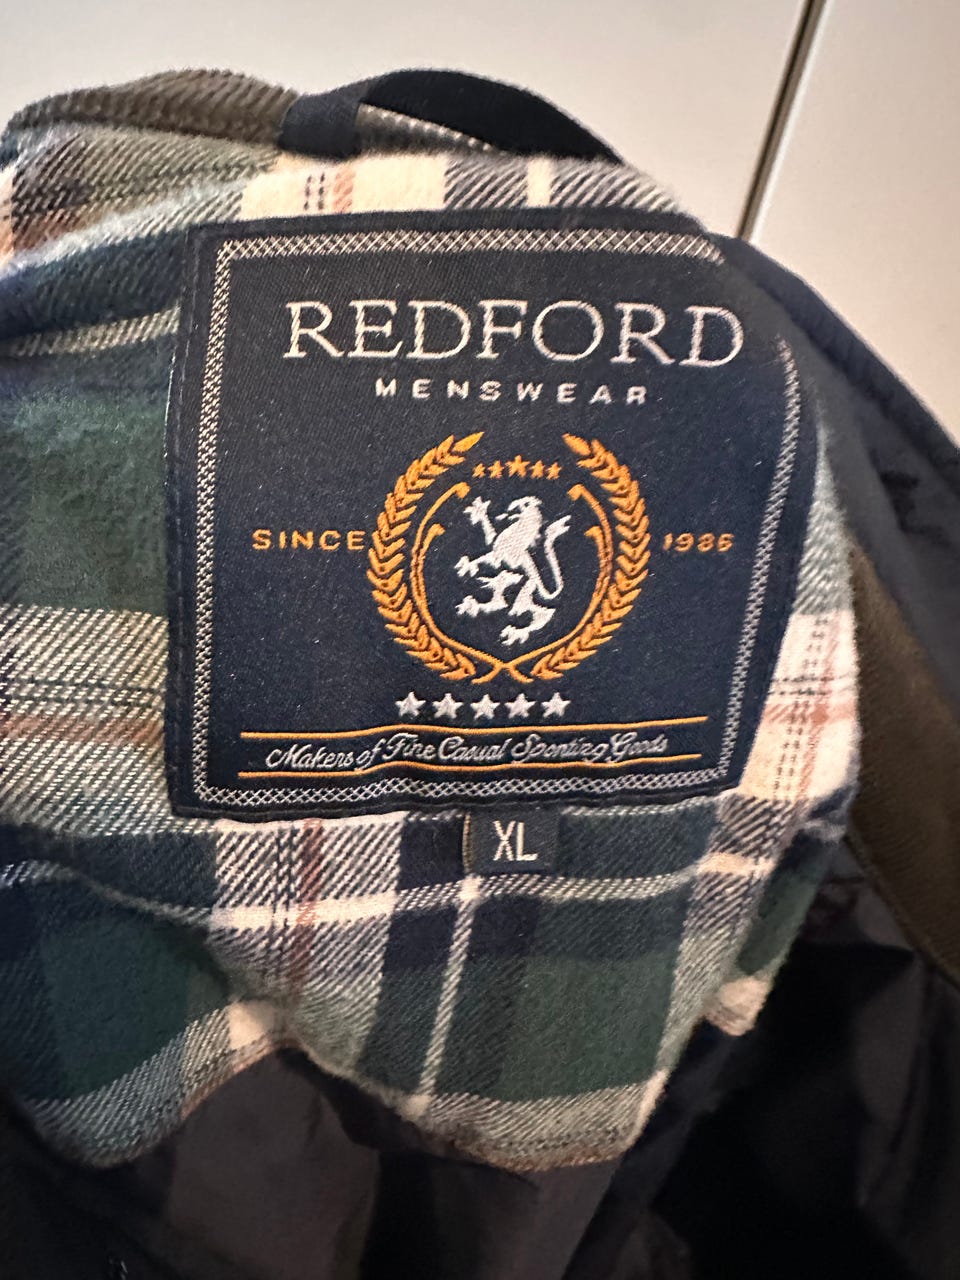 REDFORD
MENSWEAR
SINCE 1986
Makers of Fine Casual Sporting Goods
XL